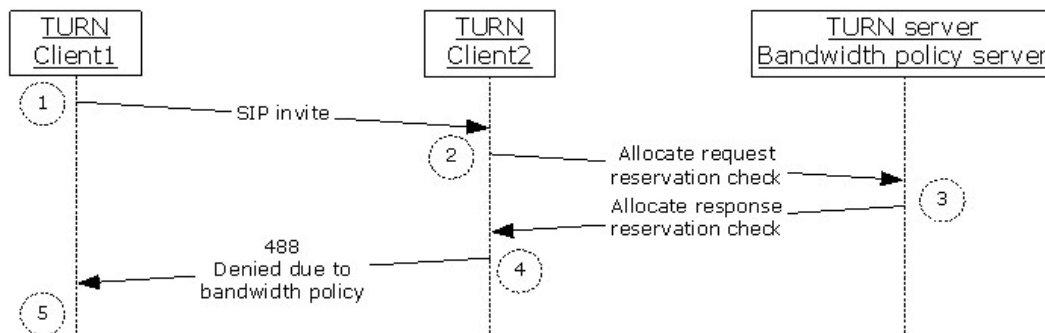 TURN
Client1
TURN
Client2
TURN server
Bandwidth policy server
1
SIP invite
2
Allocate request
reservation check
3
Allocate response
reservation check
4
488
Denied due to
bandwidth policy
5